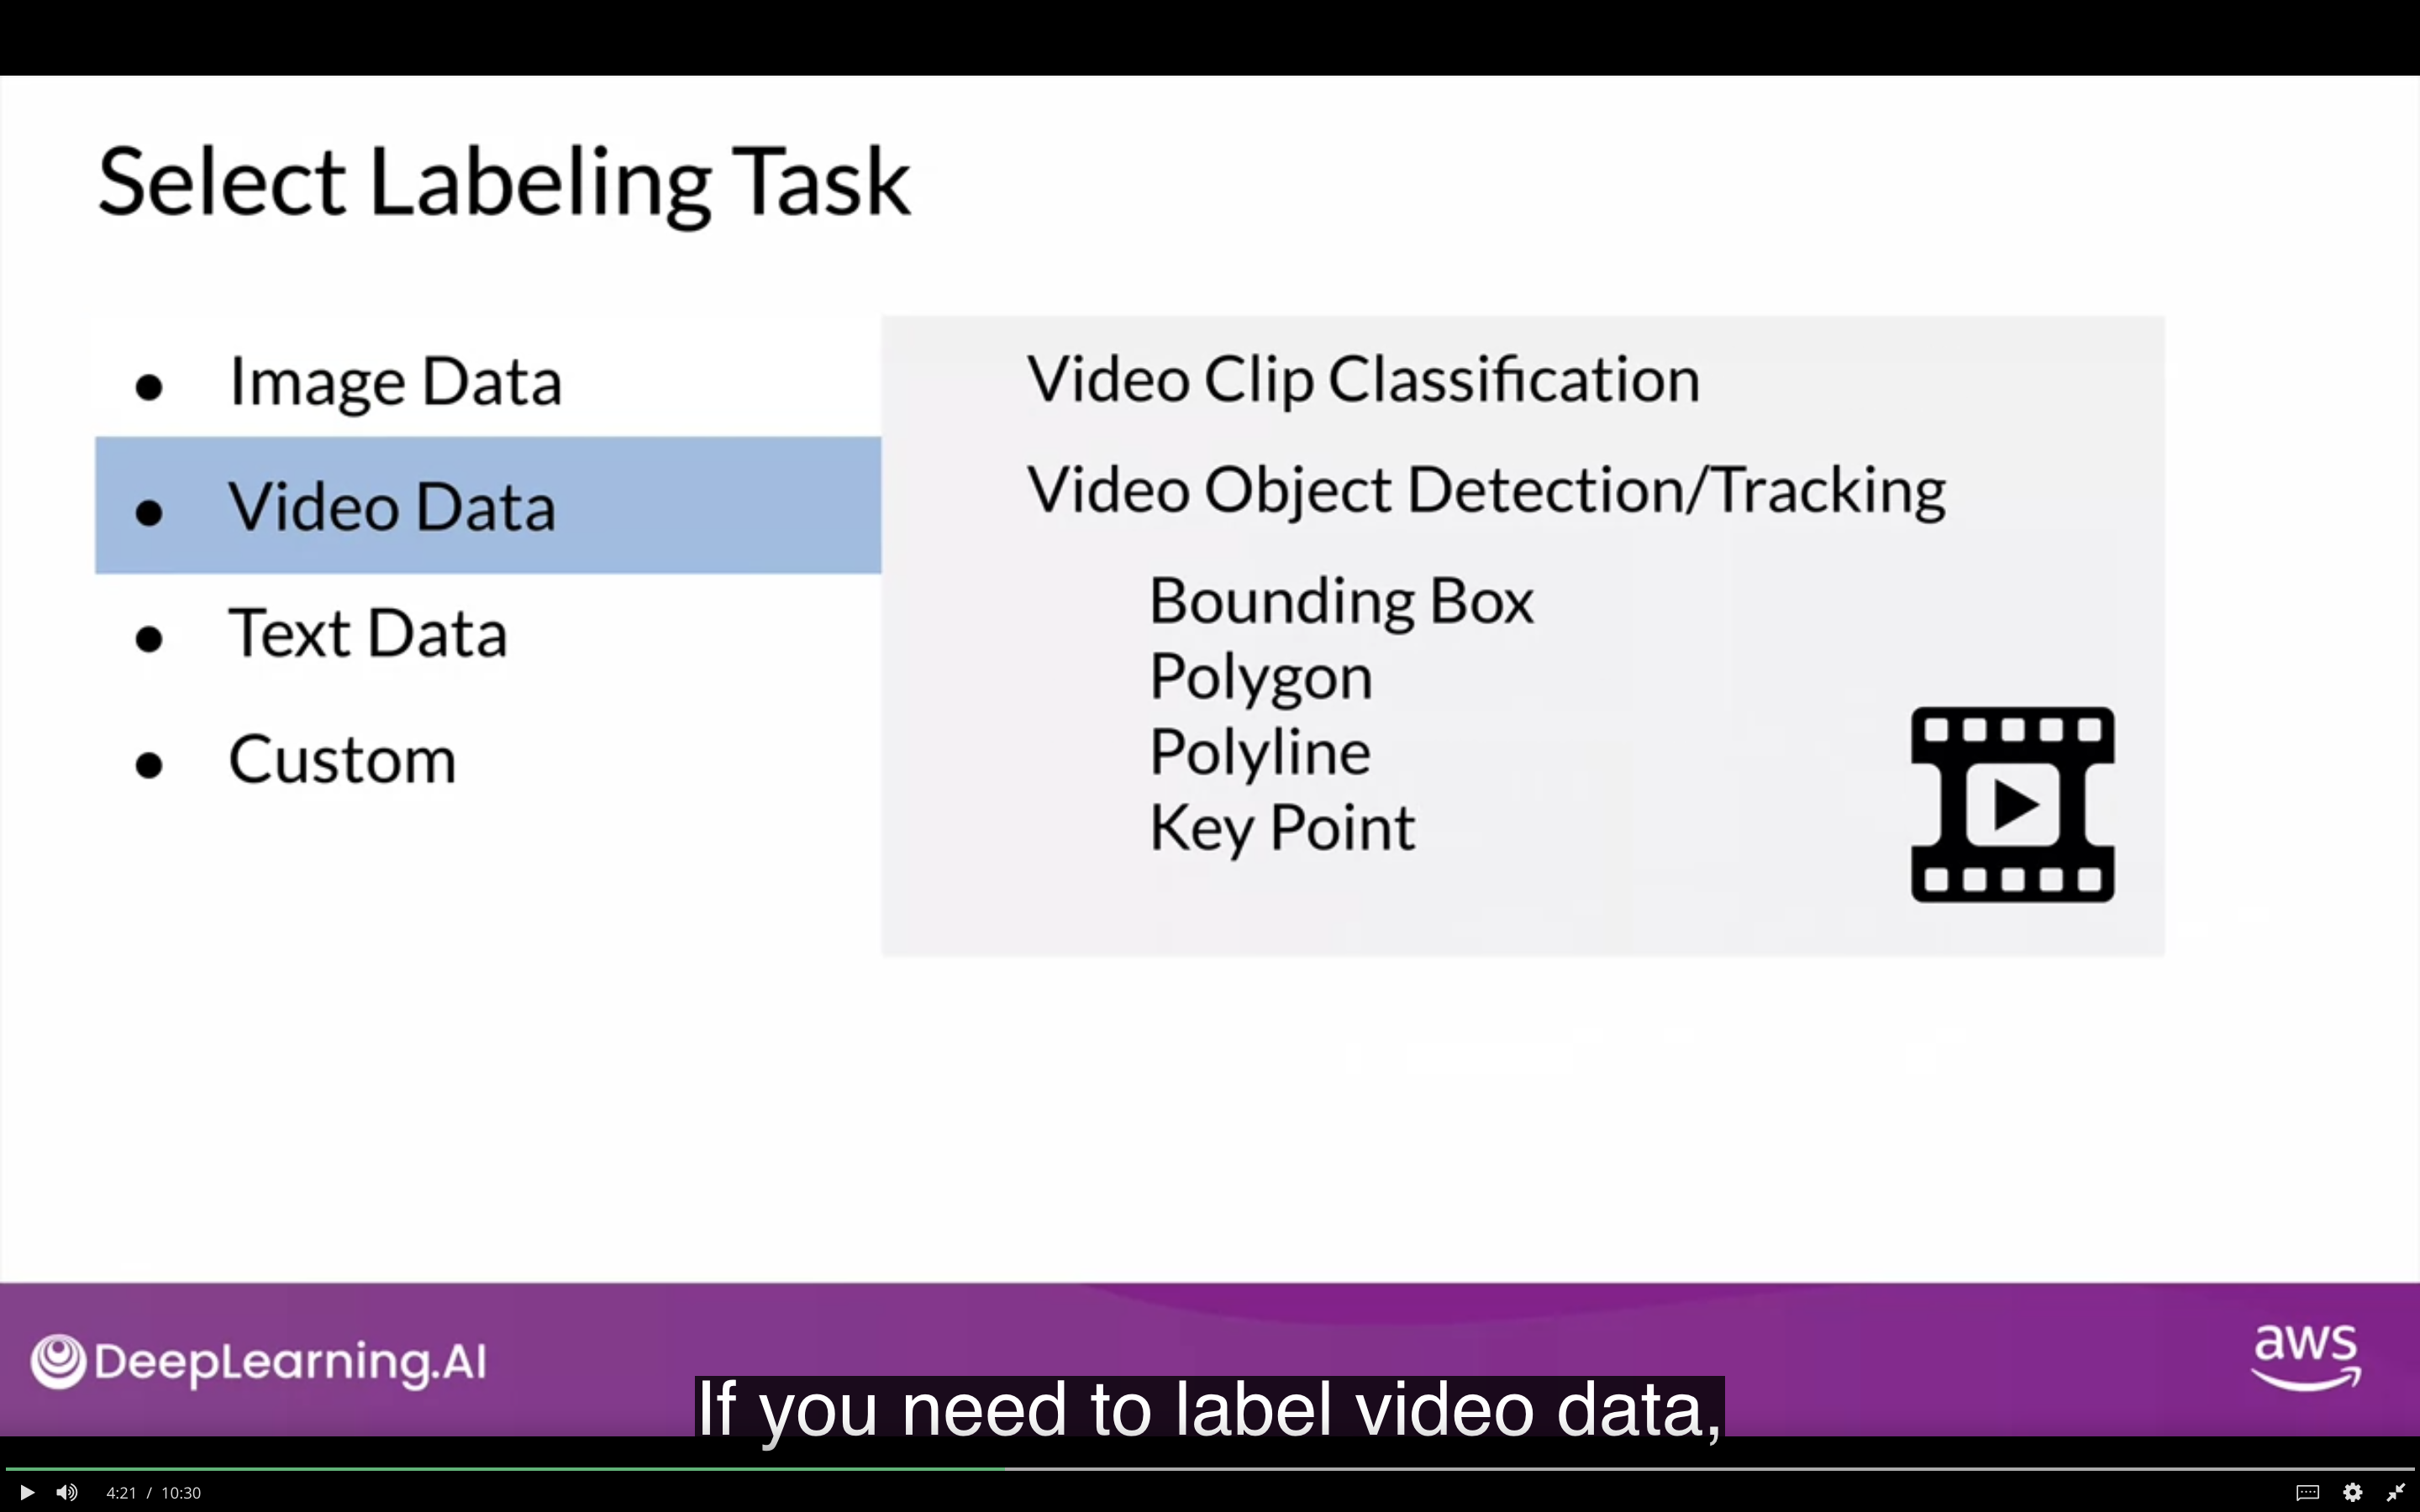 Select Labeling Task
● Image Data
● Video Data
● Text Data
● Custom
Video Clip Classification
Video Object Detection/Tracking
Bounding Box
Polygon
Polyline
Key Point
DeepLearning.AI
aws
If you need to label video data,
4:21 / 10:30